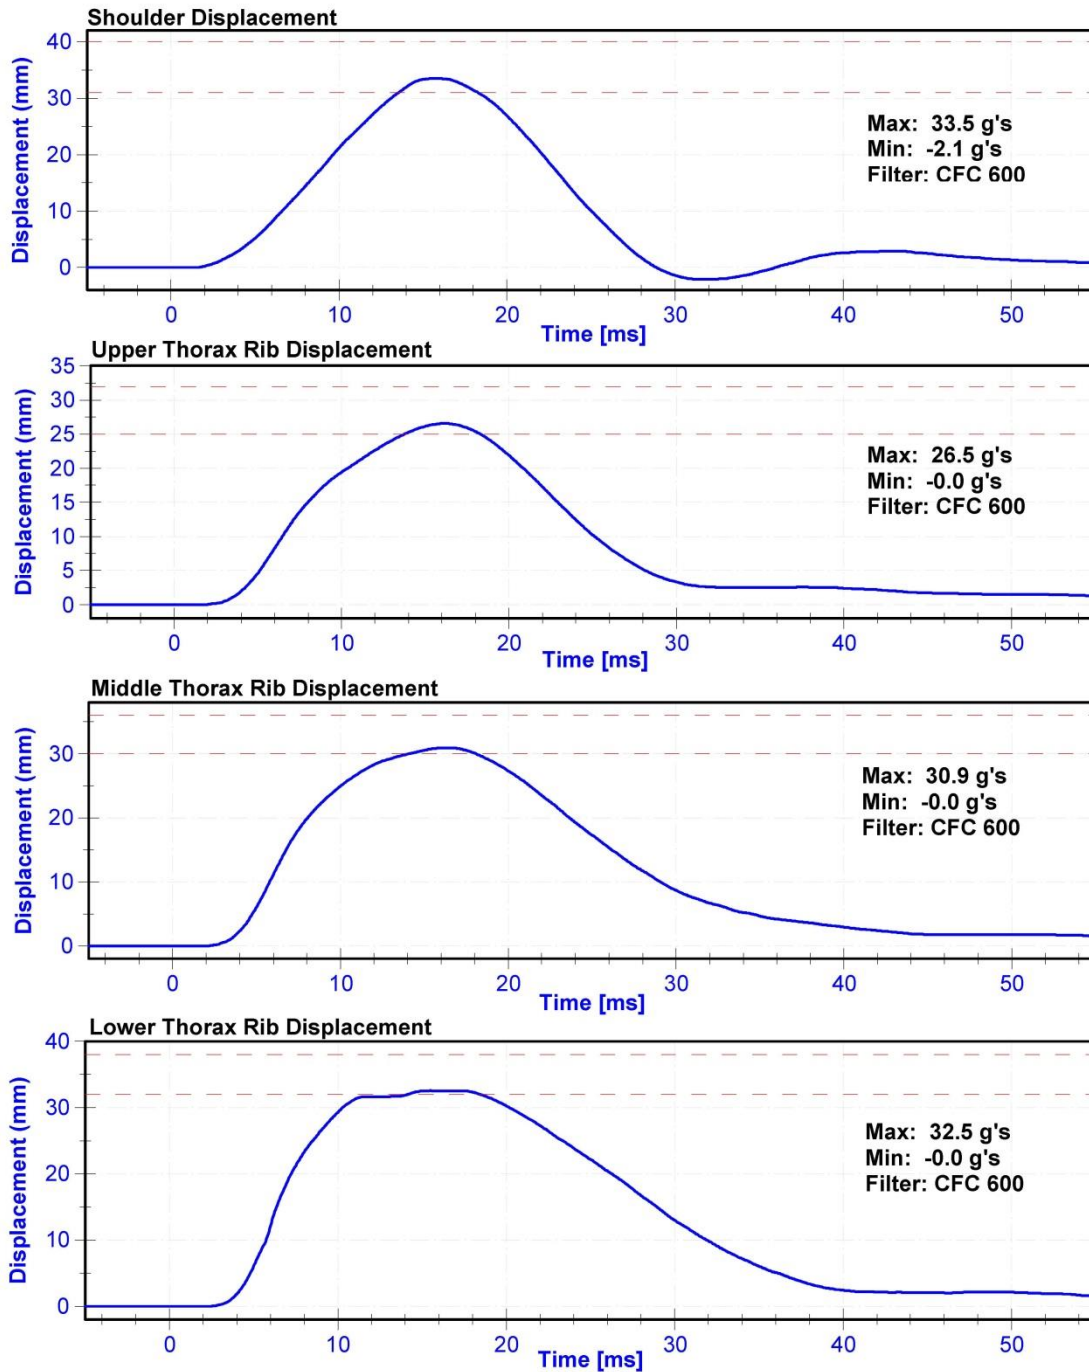 Shoulder Displacement
Displacement (mm)
40
30
20
10
0
Max: 33.5 g's
Min: -2.1 g's
Filter: CFC 600
0 10 20 30 40 50
Time [ms]
Upper Thorax Rib Displacement
Displacement (mm)
35
30
25
20
15
10
5
0
Max: 26.5 g's
Min: -0.0 g's
Filter: CFC 600
0 10 20 30 40 50
Time [ms]
Middle Thorax Rib Displacement
Displacement (mm)
30
20
10
0
Max: 30.9 g's
Min: -0.0 g's
Filter: CFC 600
0 10 20 30 40 50
Time [ms]
Lower Thorax Rib Displacement
Displacement (mm)
40
30
20
10
0
Max: 32.5 g's
Min: -0.0 g's
Filter: CFC 600
0 10 20 30 40 50
Time [ms]